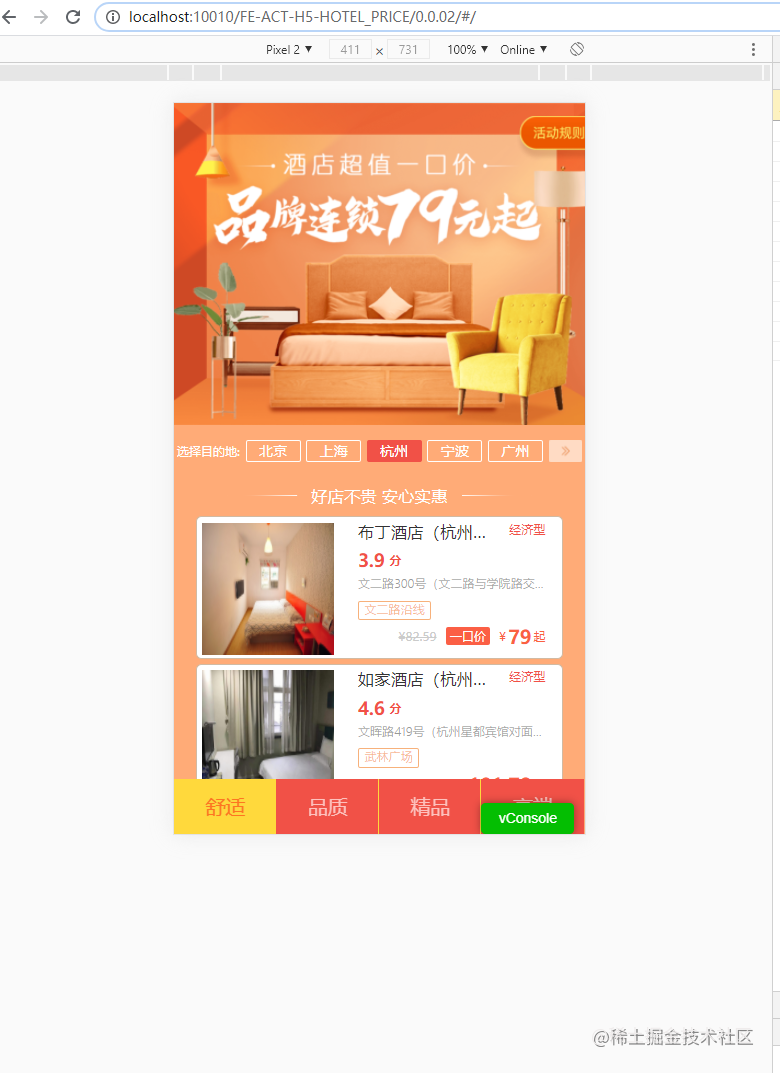 localhost:10010/FE-ACT-H5-HOTEL_PRICE/0.0.02/#/
Pixel 2 ▼ 411 × 731 100% ▼ Online ▼
活动规则
酒店超值一口价
品牌连锁79元起
选择目的地: 北京 上海 杭州 宁波 广州 »
好店不贵 安心实惠
布丁酒店（杭州... 经济型
3.9 分
文二路300号（文二路与学院路交...
文二路沿线
¥82.59 一口价 ¥79起
如家酒店（杭州... 经济型
4.6 分
文晖路419号（杭州星都宾馆对面...
武林广场
舒适 品质 精品
vConsole
@稀土掘金技术社区